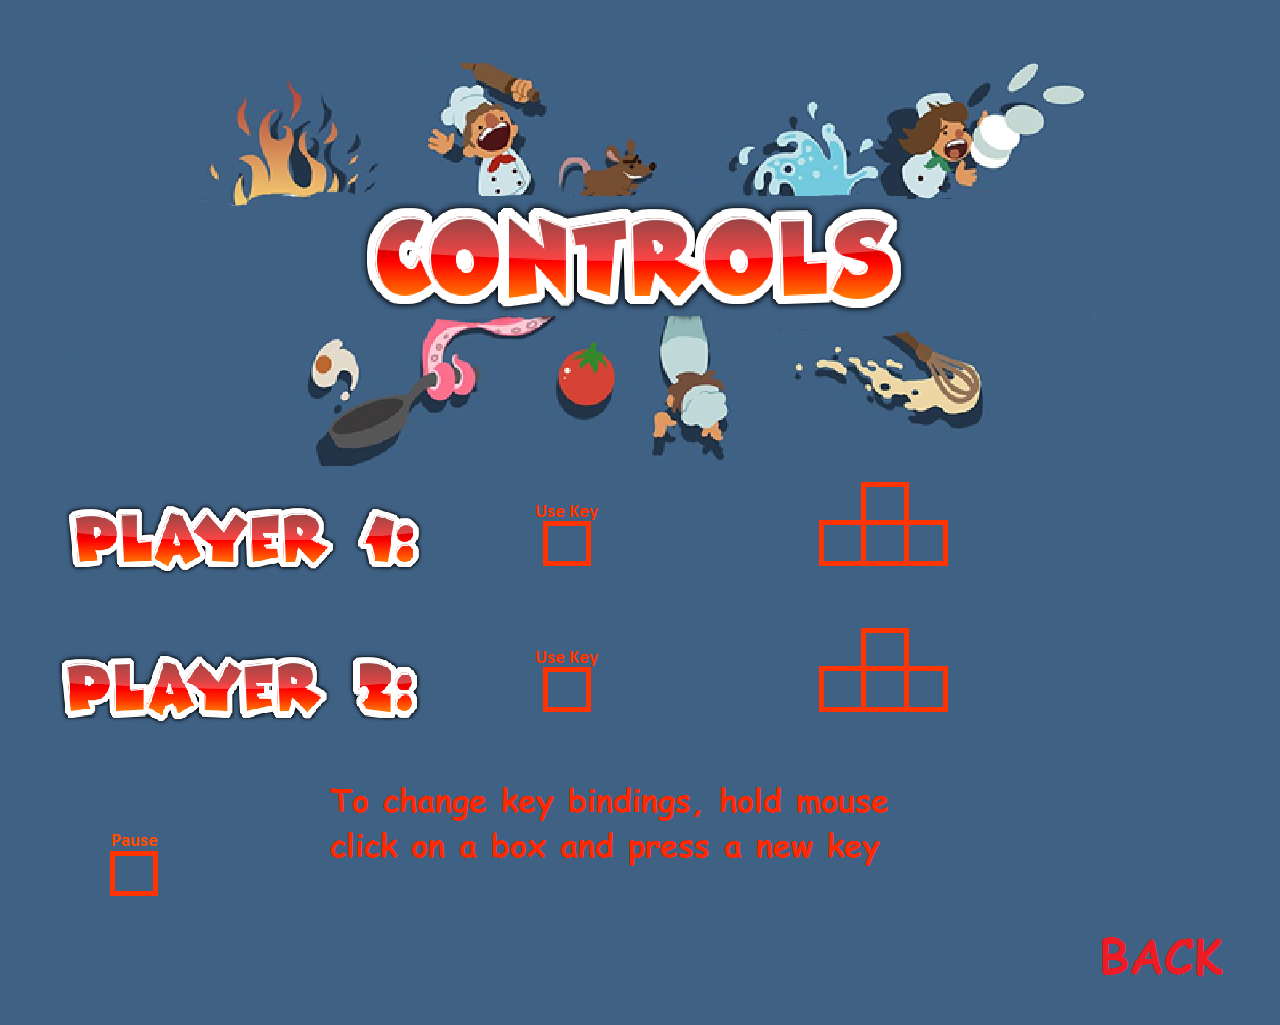 CONTROLS
PLAYER 1:
Use Key
PLAYER 2:
Use Key
To change key bindings, hold mouse
click on a box and press a new key
Pause
BACK